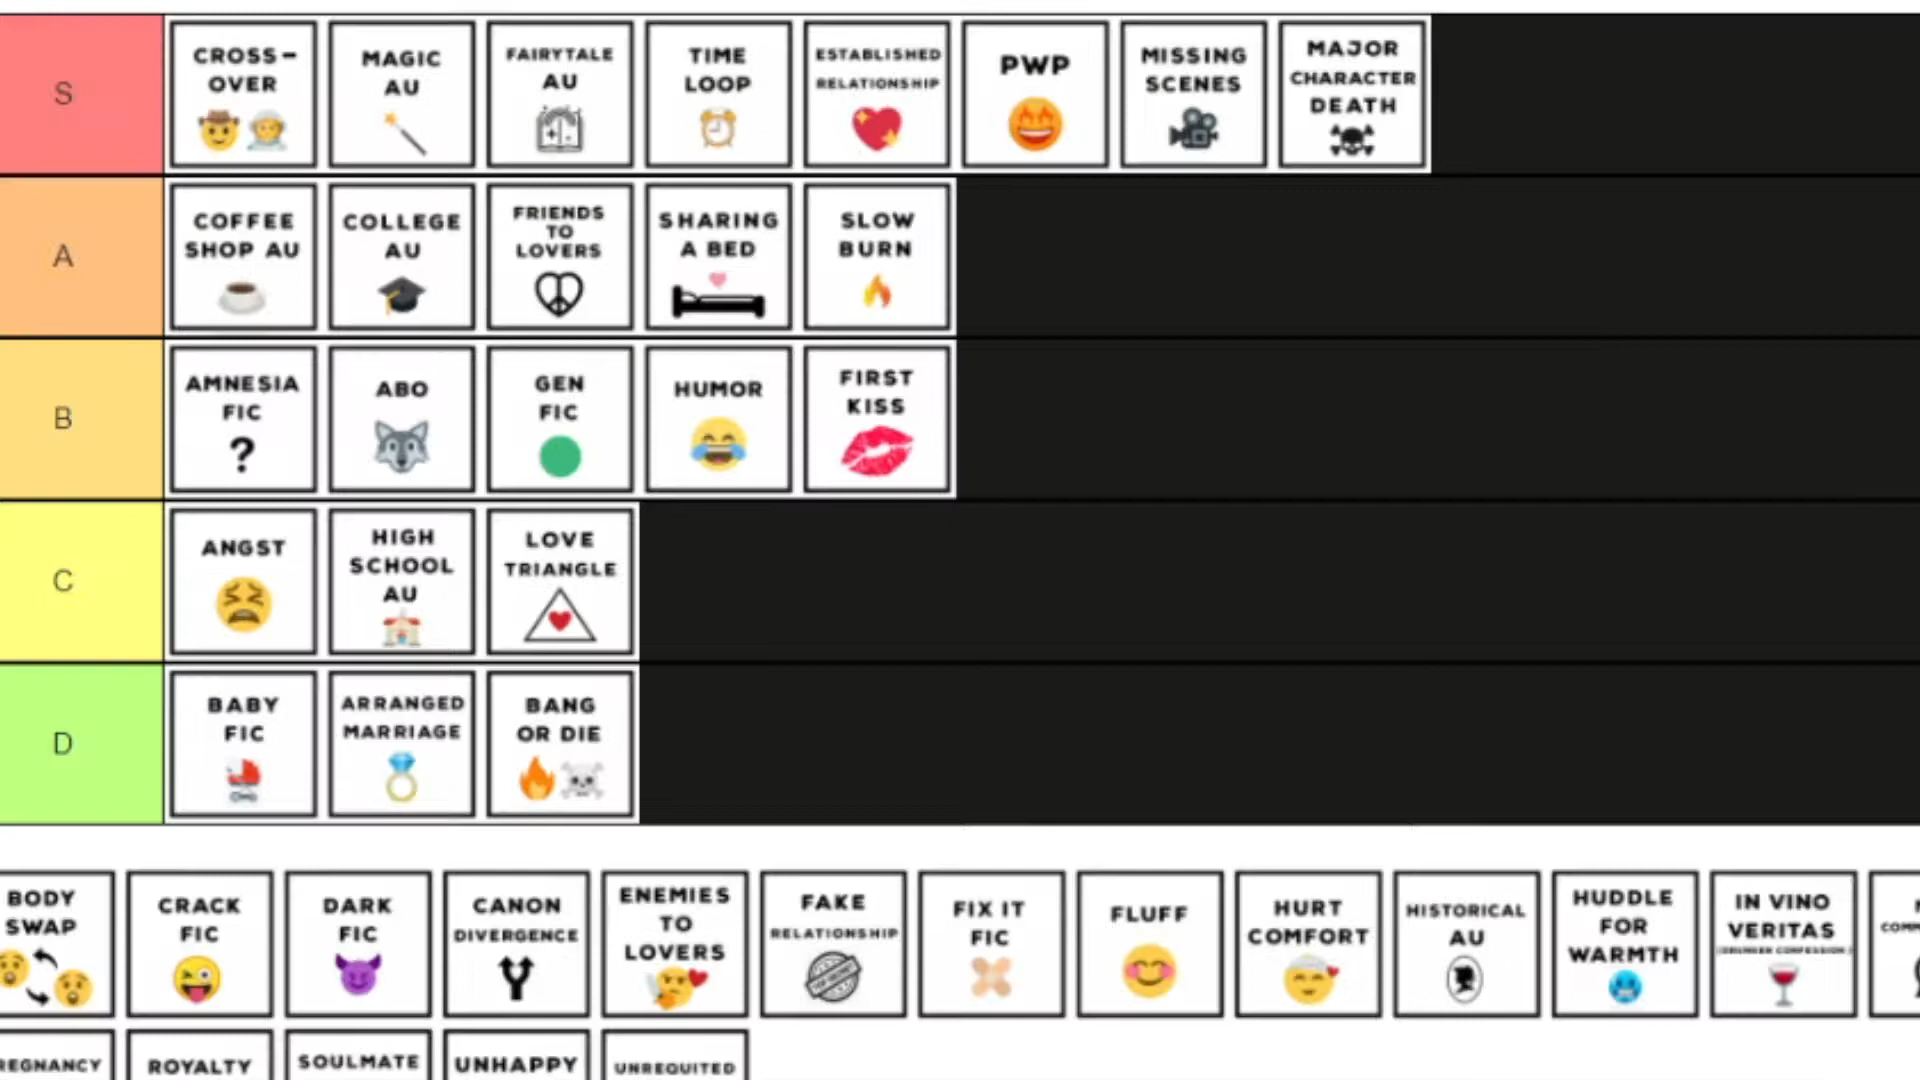 S
CROSS-
OVER
MAGIC
AU
FAIRYTALE
AU
TIME
LOOP
ESTABLISHED
RELATIONSHIP
PWP
MISSING
SCENES
MAJOR
CHARACTER
DEATH
A
COFFEE
SHOP AU
COLLEGE
AU
FRIENDS
TO
LOVERS
SHARING
A BED
SLOW
BURN
B
AMNESIA
FIC
?
ABO
GEN
FIC
HUMOR
FIRST
KISS
C
ANGST
HIGH
SCHOOL
AU
LOVE
TRIANGLE
D
BABY
FIC
ARRANGED
MARRIAGE
BANG
OR DIE
BODY
SWAP
CRACK
FIC
DARK
FIC
CANON
DIVERGENCE
ENEMIES
TO
LOVERS
FAKE
RELATIONSHIP
FIX IT
FIC
FLUFF
HURT
COMFORT
HISTORICAL
AU
HUDDLE
FOR
WARMTH
IN VINO
VERITAS
(DRUNKEN CONFESSION)
COMM
REGNANCY
ROYALTY
SOULMATE
UNHAPPY
UNREQUITED